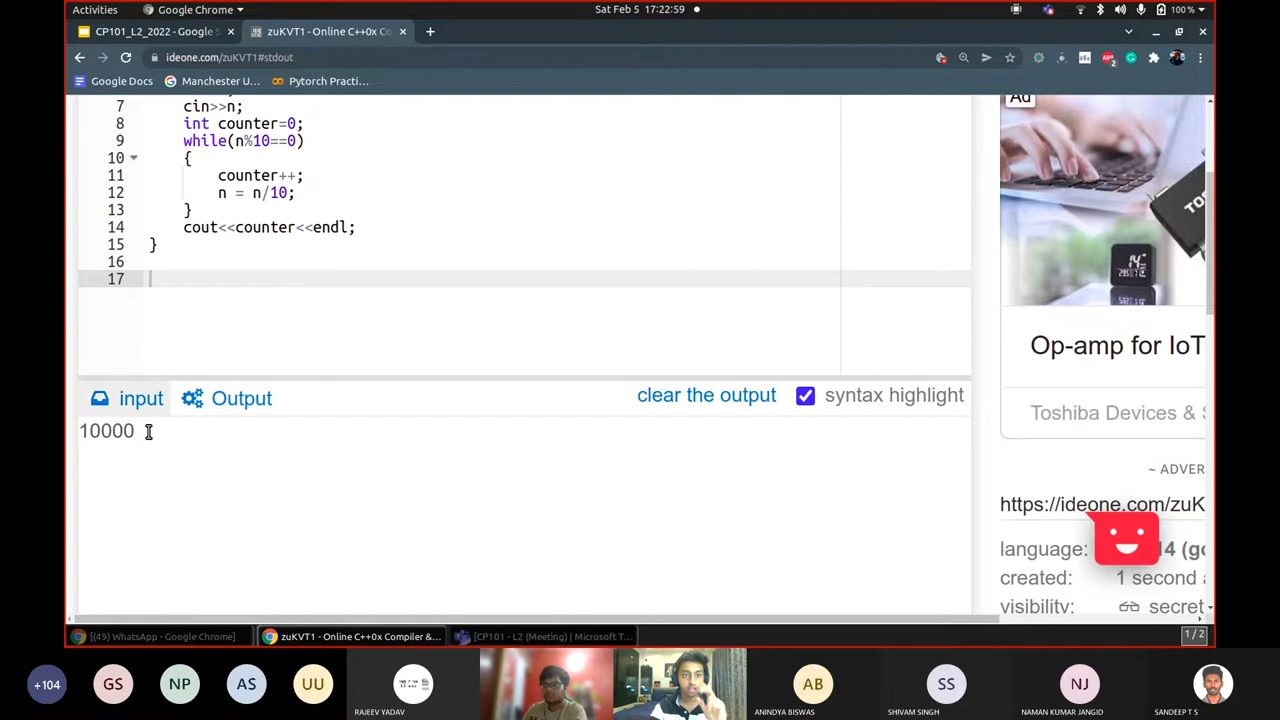 Activities
Google Chrome
Sat Feb 5 17:22:59
100 %
CP101_L2_2022 - Google S
zuKVT1 - Online C++0x Co
ideone.com/zuKVT1#stdout
Google Docs
Manchester U...
Pytorch Practi...
7 cin>>n;
8 int counter=0;
9 while(n%10==0)
10 {
11 counter++;
12 n = n/10;
13 }
14 cout<<counter<<endl;
15 }
16
17
input
Output
clear the output
syntax highlight
10000
Ad
14
Op-amp for IoT
Toshiba Devices & S
~ ADVER
https://ideone.com/zuK
language: 14 (gc
created: 1 second a
visibility: secret
[(49) WhatsApp - Google Chrome]
zuKVT1 - Online C++0x Compiler &...
[CP101 - L2 (Meeting) | Microsoft T...
1 / 2
+104
GS
NP
AS
UU
RAJEEV YADAV
AB
ANINDYA BISWAS
SS
SHIVAM SINGH
NJ
NAMAN KUMAR JANGID
SANDEEP T S